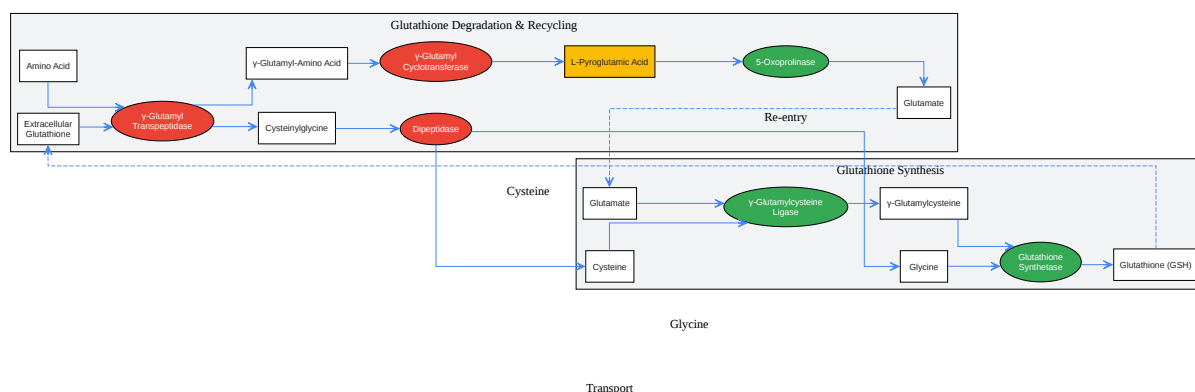 Glutathione Degradation & Recycling
Amino Acid
γ-Glutamyl-Amino Acid
γ-Glutamyl
Cyclotransferase
L-Pyroglutamic Acid
5-Oxoprolinase
Glutamate
Extracellular
Glutathione
γ-Glutamyl
Transpeptidase
Cysteinylglycine
Dipeptidase
Re-entry
Glutathione Synthesis
Cysteine
Glutamate
γ-Glutamylcysteine
Ligase
γ-Glutamylcysteine
Cysteine
Glycine
Glutathione
Synthetase
Glutathione (GSH)
Glycine
Transport